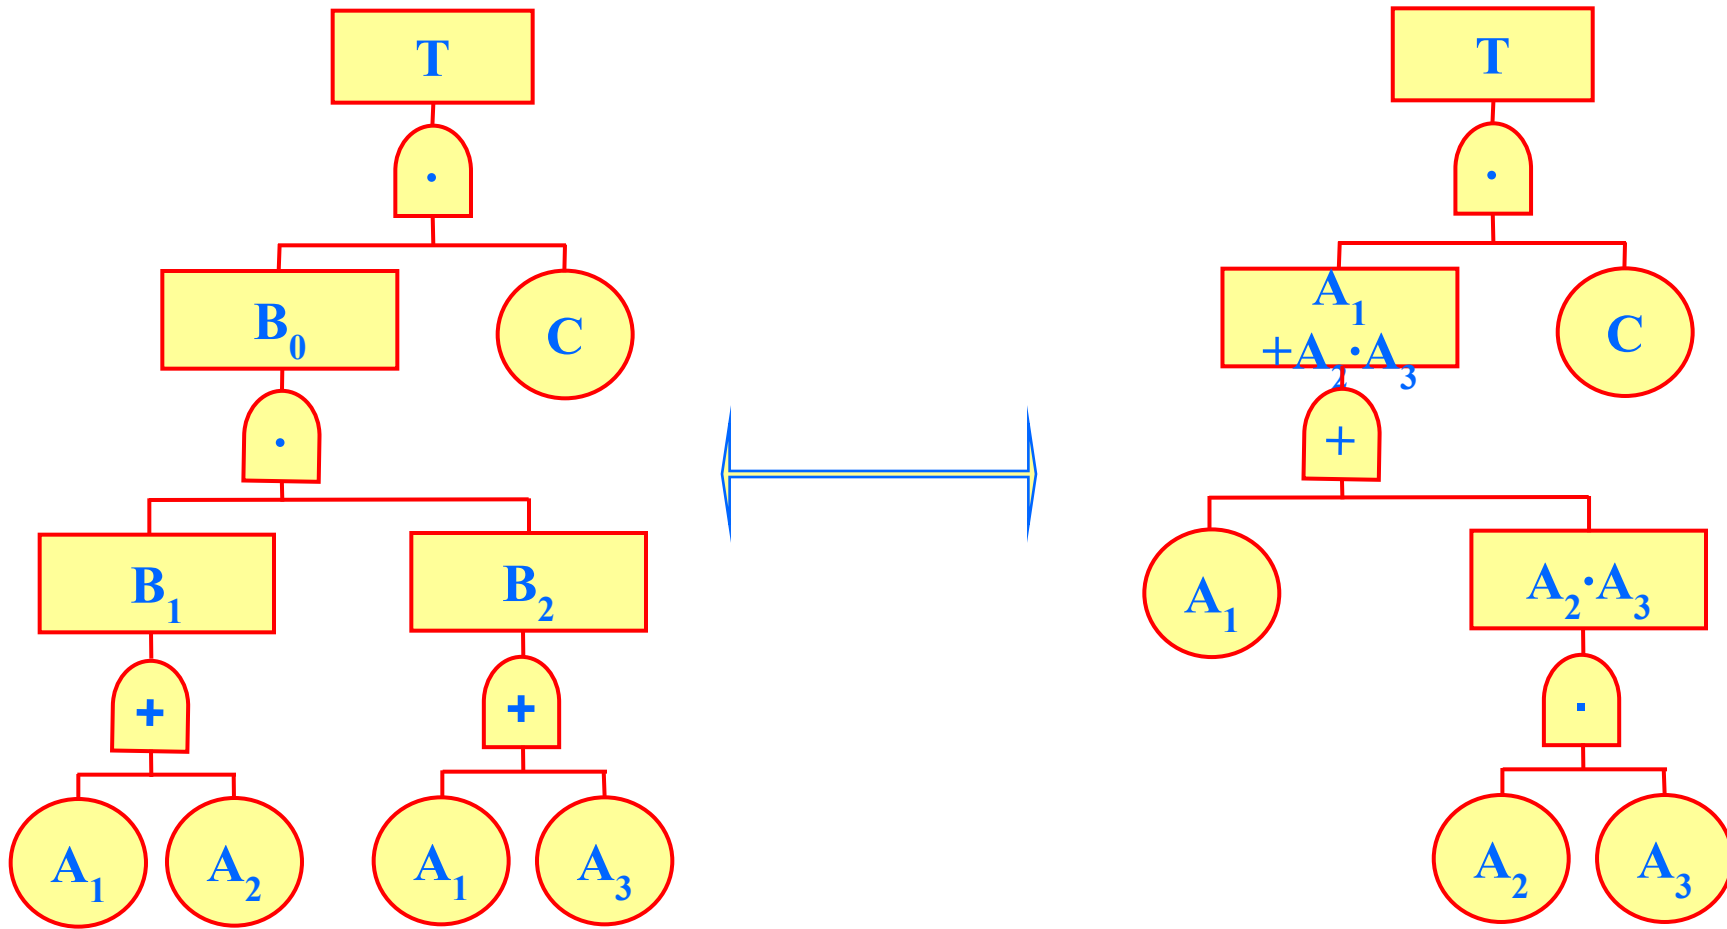 T
·
B0
C
·
B1
B2
+
+
A1
A2
A1
A3
T
·
A1
+A2·A3
C
+
A1
A2·A3
·
A2
A3